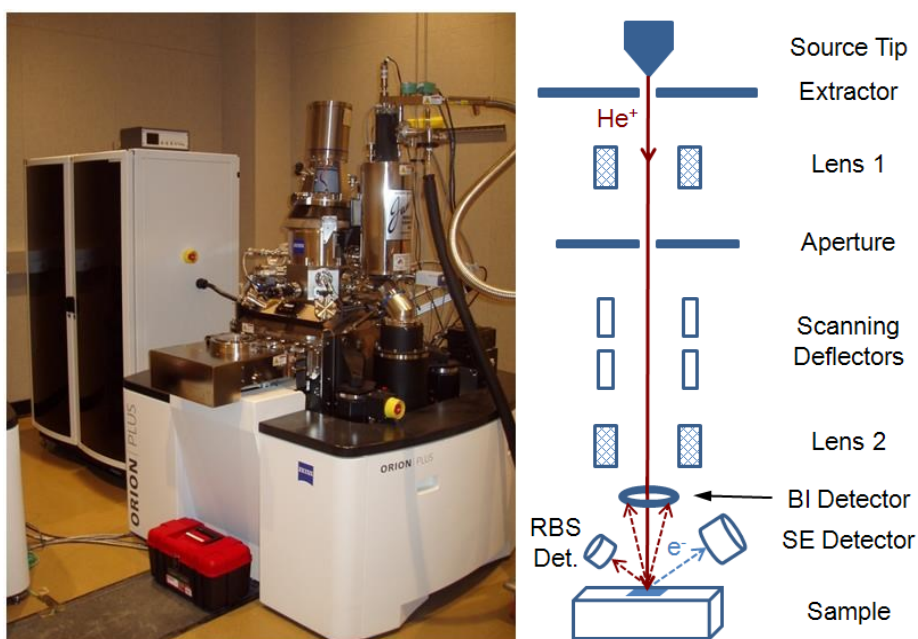 ORION PLUS
ZEISS
ORION PLUS
ZEISS
Source Tip
Extractor
He⁺
Lens 1
Aperture
Scanning
Deflectors
Lens 2
BI Detector
RBS
Det.
e⁻
SE Detector
Sample